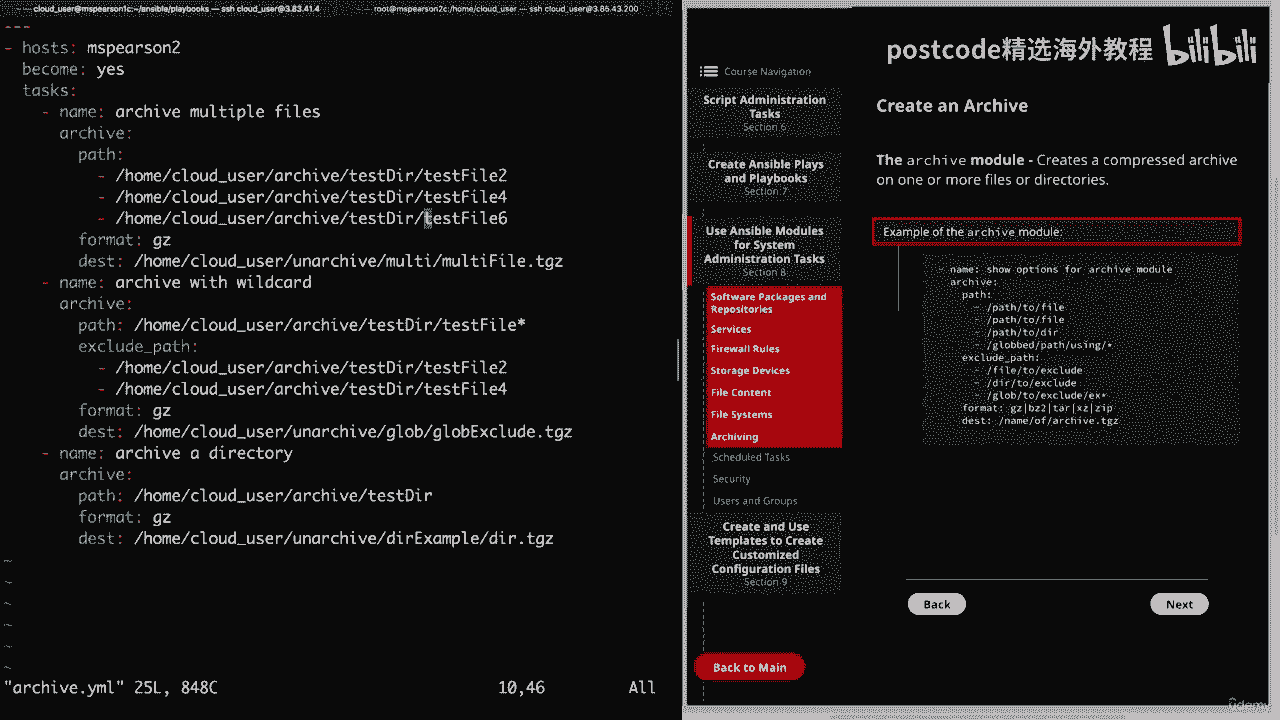 — cloud_user@mspearson1c:~/ansible/playbooks — ssh cloud_user@3.83.41.4
root@mspearson2c:/home/cloud_user — ssh cloud_user@3.86.43.200
---
- hosts: mspearson2
  become: yes
  tasks:
    - name: archive multiple files
      archive:
        path:
          - /home/cloud_user/archive/testDir/testFile2
          - /home/cloud_user/archive/testDir/testFile4
          - /home/cloud_user/archive/testDir/testFile6
        format: gz
        dest: /home/cloud_user/unarchive/multi/multiFile.tgz
    - name: archive with wildcard
      archive:
        path: /home/cloud_user/archive/testDir/testFile*
        exclude_path:
          - /home/cloud_user/archive/testDir/testFile2
          - /home/cloud_user/archive/testDir/testFile4
        format: gz
        dest: /home/cloud_user/unarchive/glob/globExclude.tgz
    - name: archive a directory
      archive:
        path: /home/cloud_user/archive/testDir
        format: gz
        dest: /home/cloud_user/unarchive/dirExample/dir.tgz
~
~
~
~
~
~
"archive.yml" 25L, 848C 10,46 All
postcode精选海外教程 bilibili
Course Navigation
Script Administration
Tasks
Section 6
Create Ansible Plays
and Playbooks
Section 7
Use Ansible Modules
for System
Administration Tasks
Section 8
Software Packages and
Repositories
Services
Firewall Rules
Storage Devices
File Content
File Systems
Archiving
Scheduled Tasks
Security
Users and Groups
Create and Use
Templates to Create
Customized
Configuration Files
Section 9
Back to Main
Create an Archive
The archive module - Creates a compressed archive
on one or more files or directories.
Example of the archive module:
- name: show options for archive module
  archive:
    path:
      - /path/to/file
      - /path/to/file
      - /path/to/dir
      - /globbed/path/using/*
    exclude_path:
      - /file/to/exclude
      - /dir/to/exclude
      - /glob/to/exclude/ex*
    format: gz|bz2|tar|xz|zip
    dest: /name/of/archive.tgz
Back
Next
ûdemy